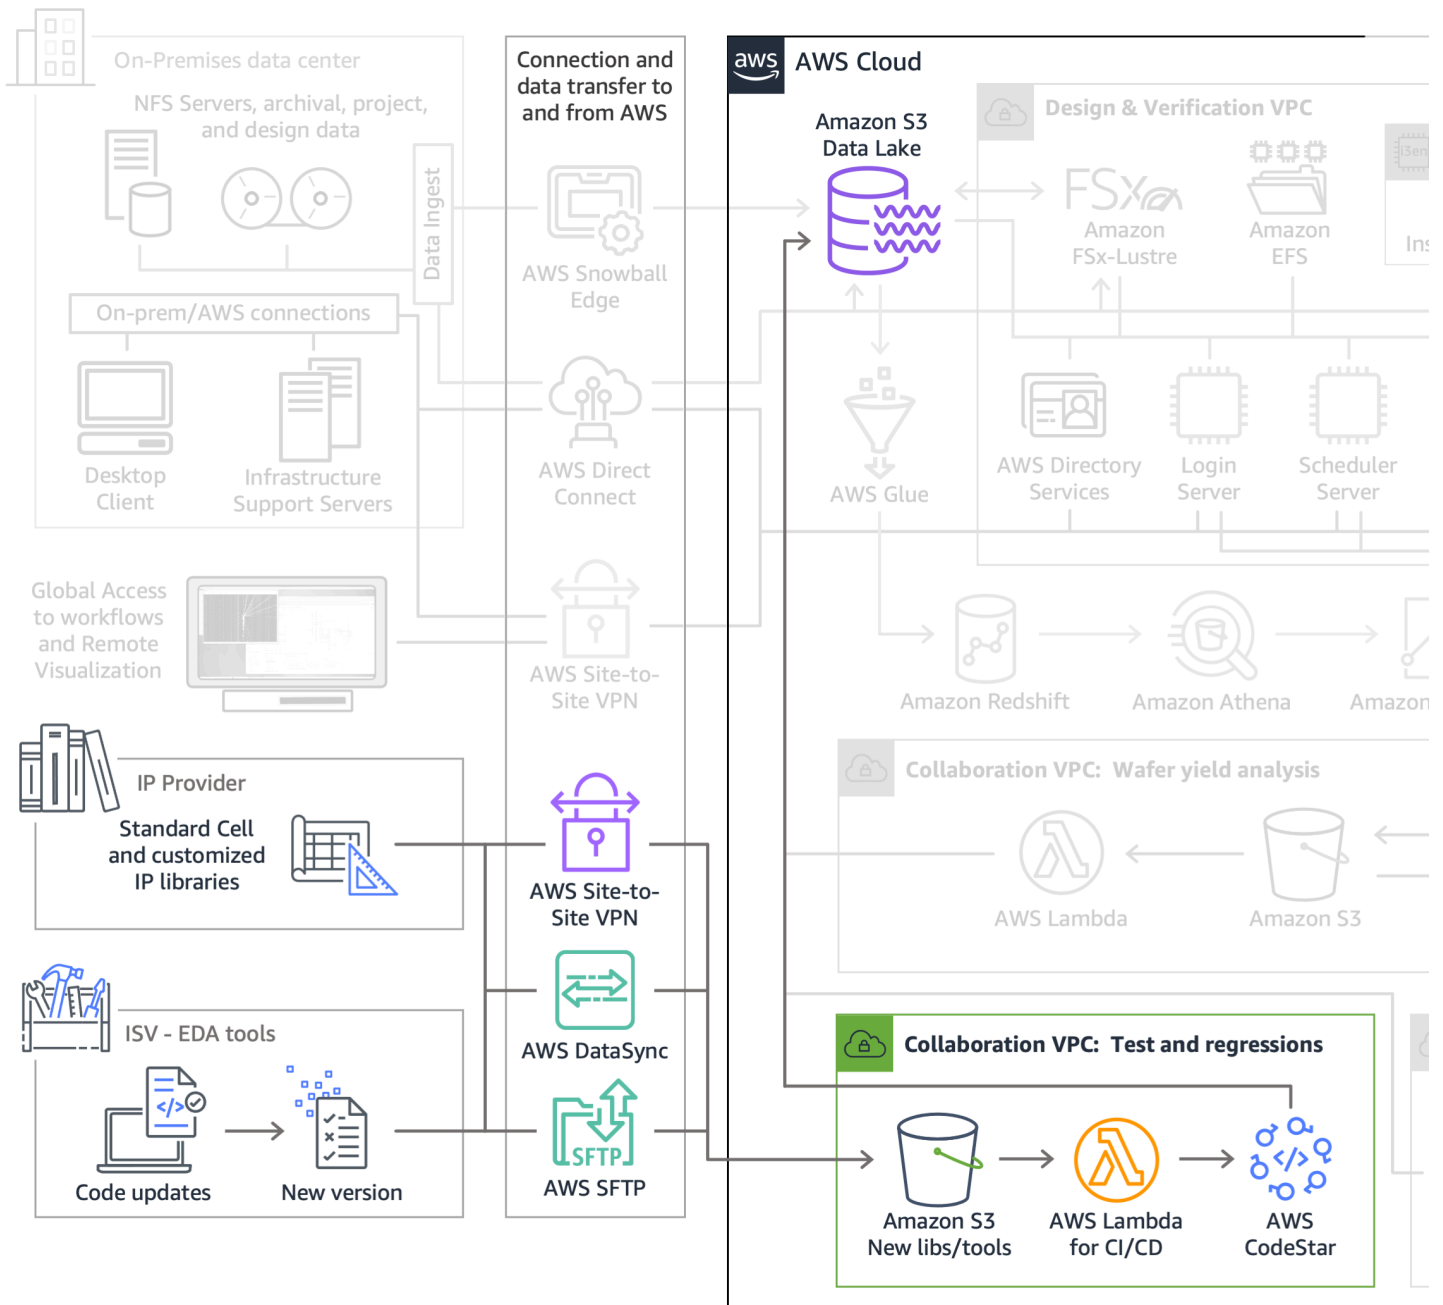 On-Premises data center
NFS Servers, archival, project,
and design data
Data Ingest
On-prem/AWS connections
Desktop
Client
Infrastructure
Support Servers
Global Access
to workflows
and Remote
Visualization
IP Provider
Standard Cell
and customized
IP libraries
ISV - EDA tools
</>
Code updates
New version
Connection and
data transfer to
and from AWS
AWS Snowball
Edge
AWS Direct
Connect
AWS Site-to-
Site VPN
AWS Site-to-
Site VPN
AWS DataSync
SFTP
AWS SFTP
aws
AWS Cloud
Amazon S3
Data Lake
Design & Verification VPC
FSx
Amazon
FSx-Lustre
Amazon
EFS
i3en
Ins
AWS Glue
AWS Directory
Services
Login
Server
Scheduler
Server
Amazon Redshift
Amazon Athena
Amazon
Collaboration VPC: Wafer yield analysis
AWS Lambda
Amazon S3
Collaboration VPC: Test and regressions
Amazon S3
New libs/tools
AWS Lambda
for CI/CD
</>
AWS
CodeStar